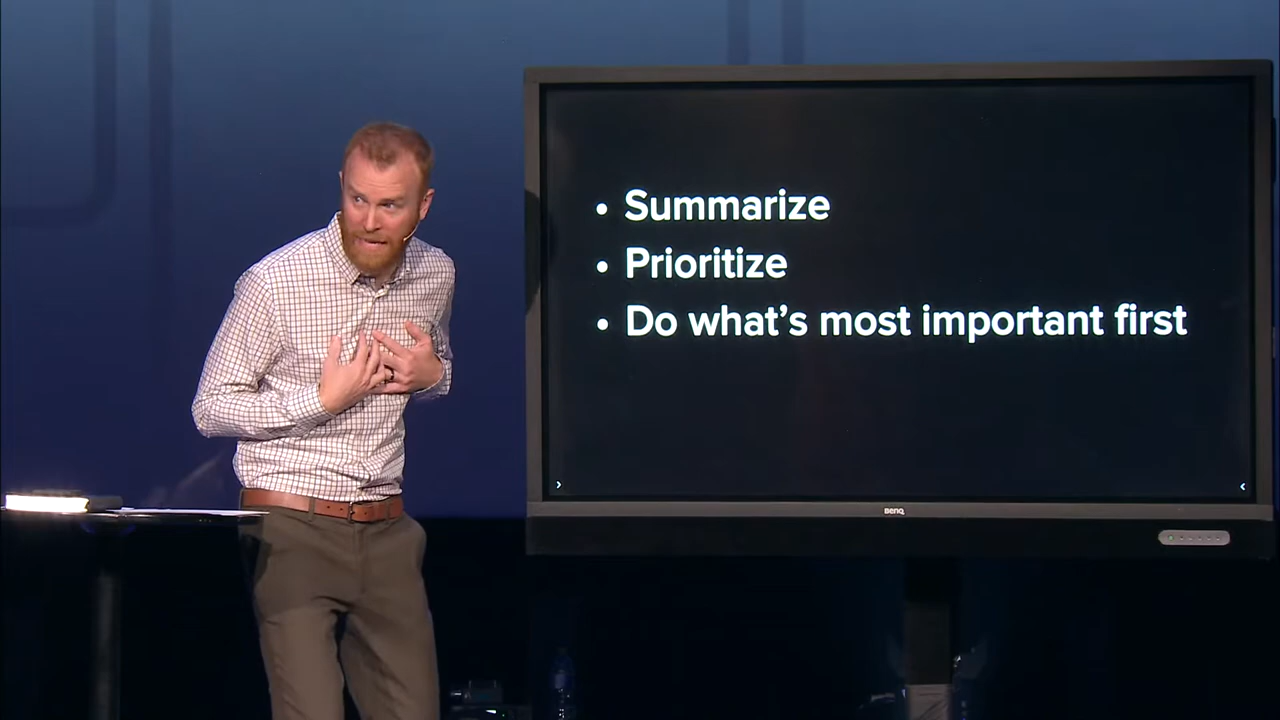 • Summarize
• Prioritize
• Do what's most important first
BenQ